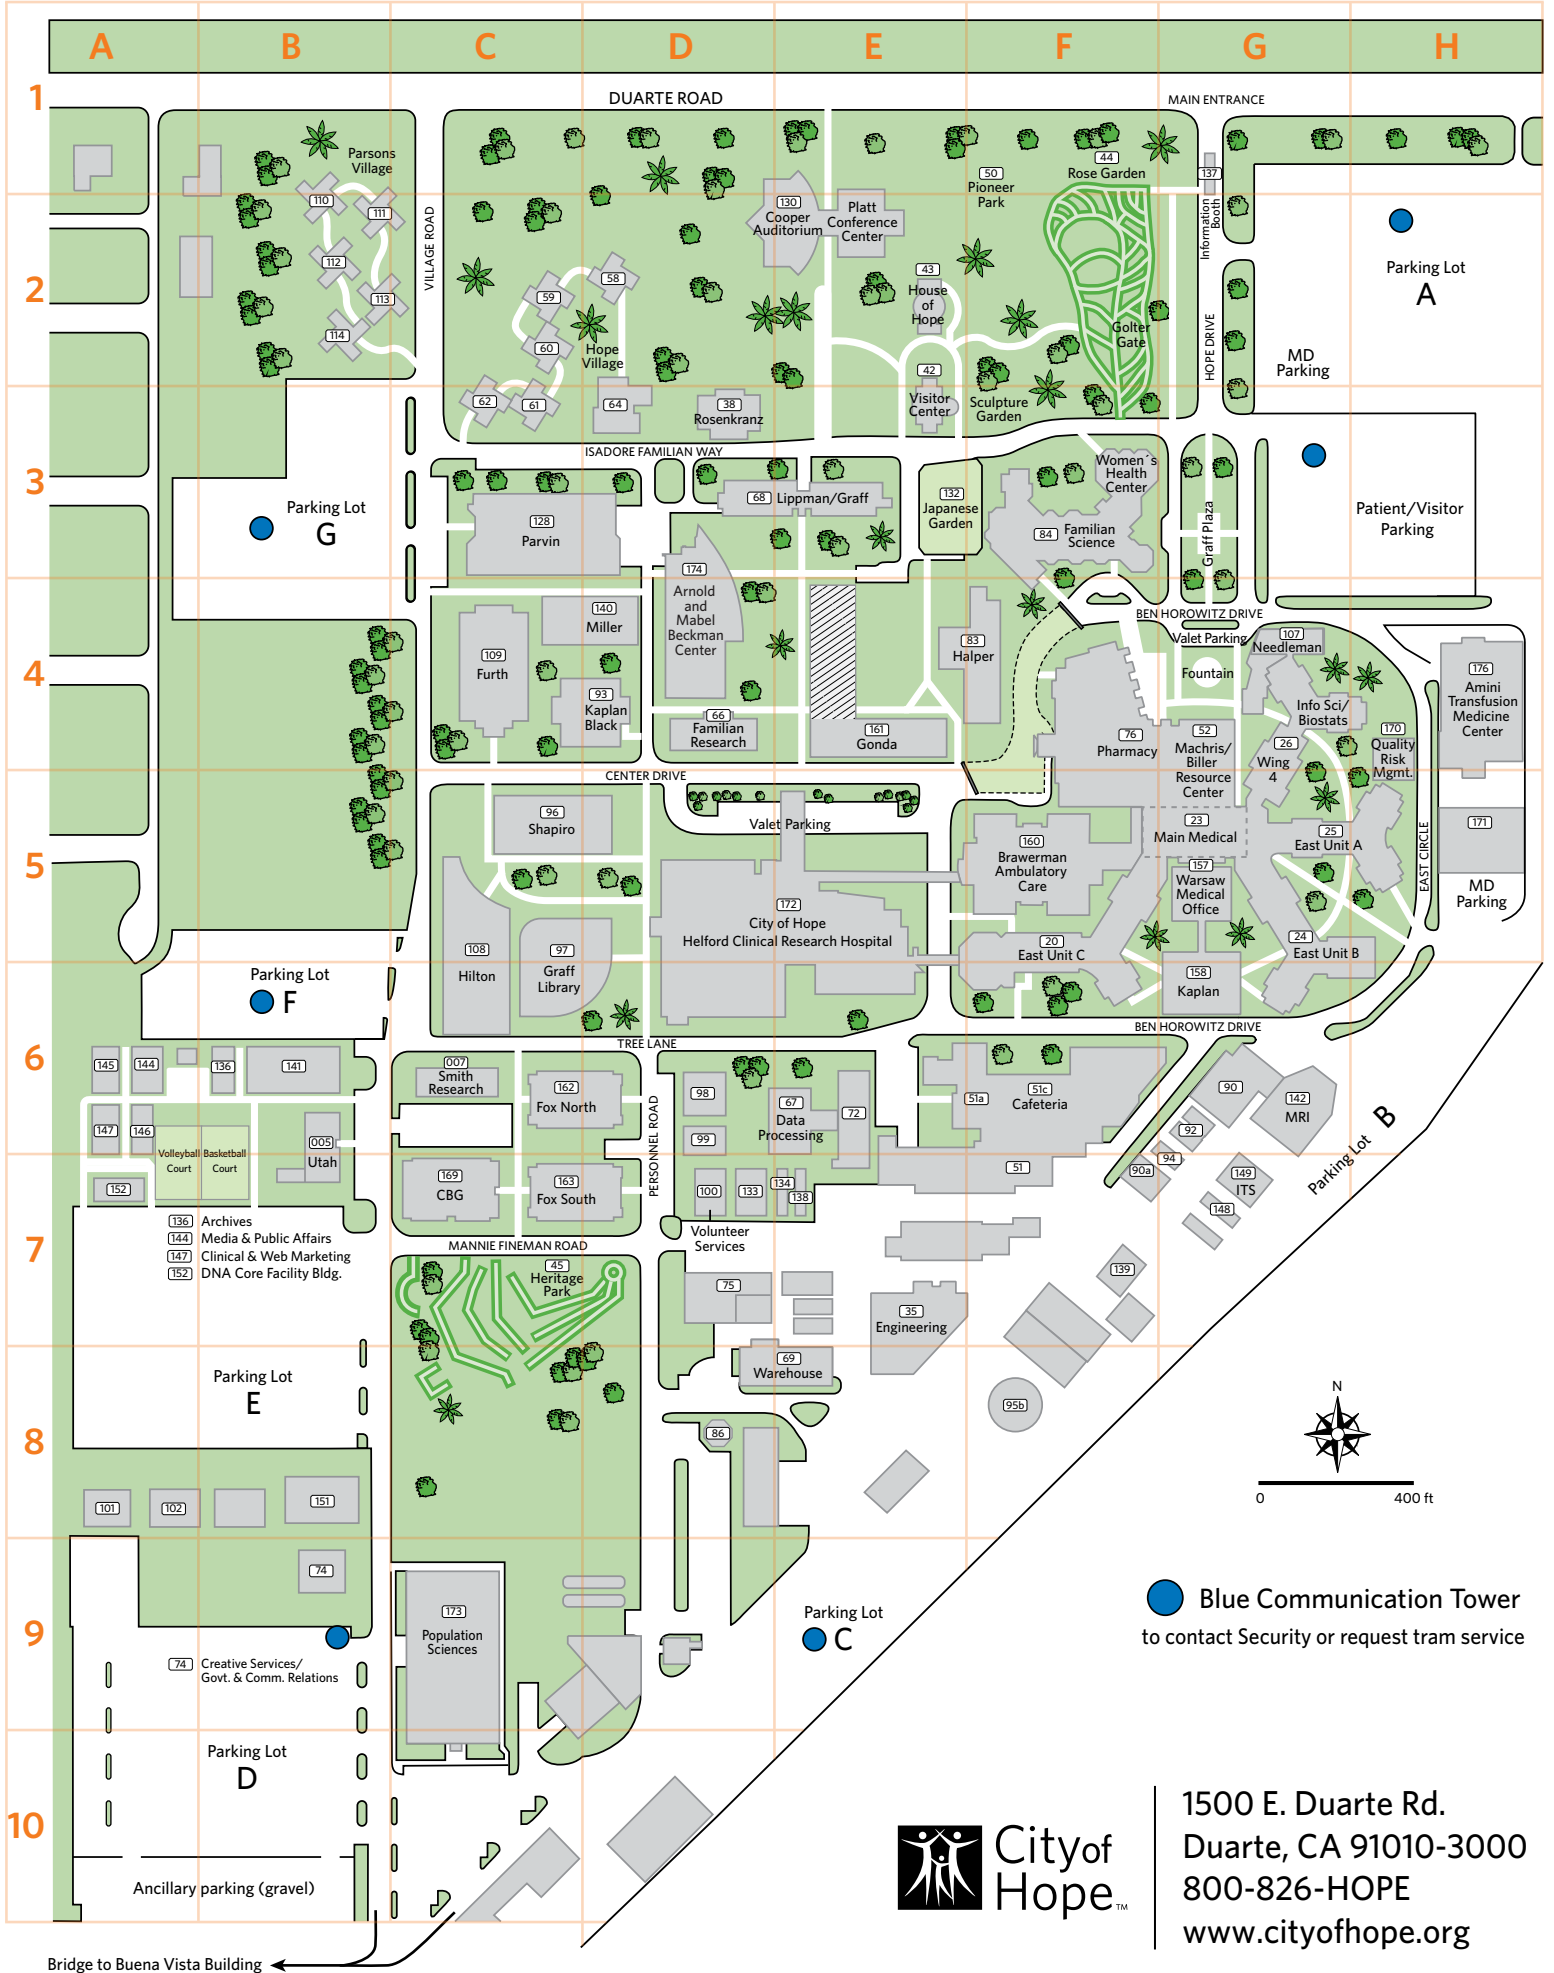 A B C D E F G H
1
DUARTE ROAD
MAIN ENTRANCE
Parsons
Village
110
111
112
113
114
VILLAGE ROAD
44
Rose Garden
50
Pioneer
Park
137
Information
Booth
130
Cooper
Auditorium
Platt
Conference
Center
2
43
House
of
Hope
58
59
60
Hope
Village
61
62
64
38
Rosenkranz
42
Visitor
Center
Sculpture
Garden
Golter
Gate
HOPE DRIVE
Parking Lot
A
MD
Parking
ISADORE FAMILIAN WAY
3
Parking Lot
G
128
Parvin
68 Lippman/Graff
132
Japanese
Garden
Women´s
Health
Center
84
Familian
Science
Graff Plaza
Patient/Visitor
Parking
174
Arnold
and
Mabel
Beckman
Center
140
Miller
BEN HOROWITZ DRIVE
4
109
Furth
93
Kaplan
Black
66
Familian
Research
161
Gonda
83
Halper
Valet Parking
Fountain
107
Needleman
Info Sci/
Biostats
76
Pharmacy
52
Machris/
Biller
Resource
Center
26
Wing
4
170
Quality
Risk
Mgmt.
176
Amini
Transfusion
Medicine
Center
CENTER DRIVE
5
96
Shapiro
Valet Parking
160
Brawerman
Ambulatory
Care
23
Main Medical
25
East Unit A
EAST CIRCLE
171
MD
Parking
157
Warsaw
Medical
Office
172
City of Hope
Helford Clinical Research Hospital
108
Hilton
97
Graff
Library
20
East Unit C
158
Kaplan
24
East Unit B
Parking Lot
F
BEN HOROWITZ DRIVE
TREE LANE
6
145
144
136
141
147
146
005
Utah
Volleyball
Court
Basketball
Court
152
007
Smith
Research
162
Fox North
169
CBG
163
Fox South
PERSONNEL ROAD
98
99
67
Data
Processing
72
100
133
134
138
Volunteer
Services
51a
51c
Cafeteria
51
90
142
MRI
92
94
90a
149
ITS
148
Parking Lot B
136 Archives
144 Media & Public Affairs
147 Clinical & Web Marketing
152 DNA Core Facility Bldg.
7
MANNIE FINEMAN ROAD
45
Heritage
Park
75
35
Engineering
139
69
Warehouse
Parking Lot
E
95b
8
86
N
0 400 ft
101
102
151
74
9
173
Population
Sciences
Parking Lot
C
Blue Communication Tower
to contact Security or request tram service
74 Creative Services/
Govt. & Comm. Relations
Parking Lot
D
10
Ancillary parking (gravel)
Bridge to Buena Vista Building
City of
Hope™
1500 E. Duarte Rd.
Duarte, CA 91010-3000
800-826-HOPE
www.cityofhope.org